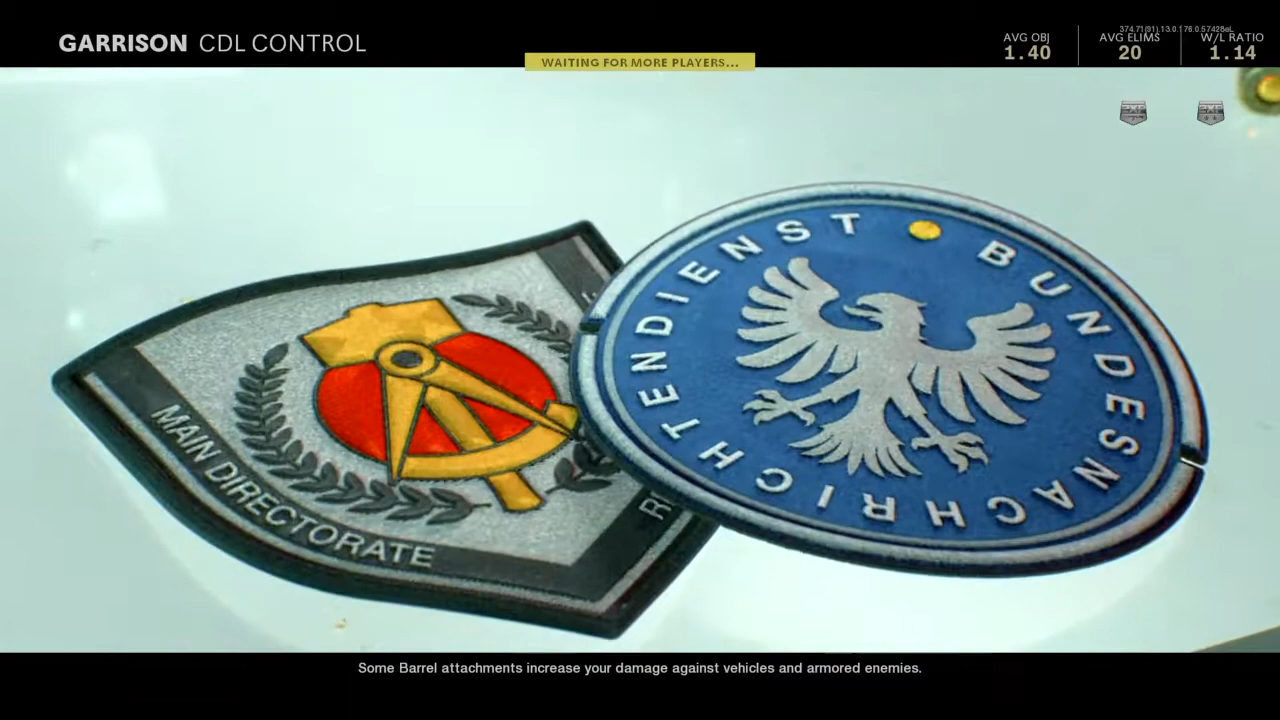 GARRISON CDL CONTROL
WAITING FOR MORE PLAYERS...
AVG OBJ
1.40
AVG ELIMS
20
W/L RATIO
1.14
BUNDESNACHRICHTENDIENST
MAIN DIRECTORATE
Some Barrel attachments increase your damage against vehicles and armored enemies.